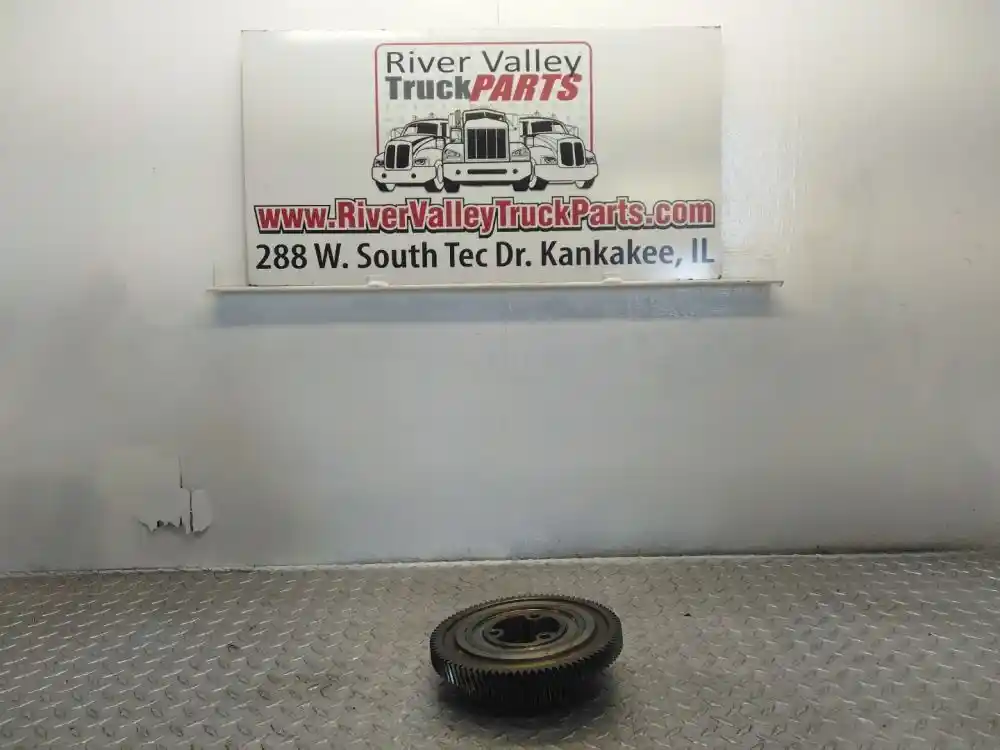 River Valley
TruckPARTS
www.RiverValleyTruckParts.com
288 W. South Tec Dr. Kankakee, IL